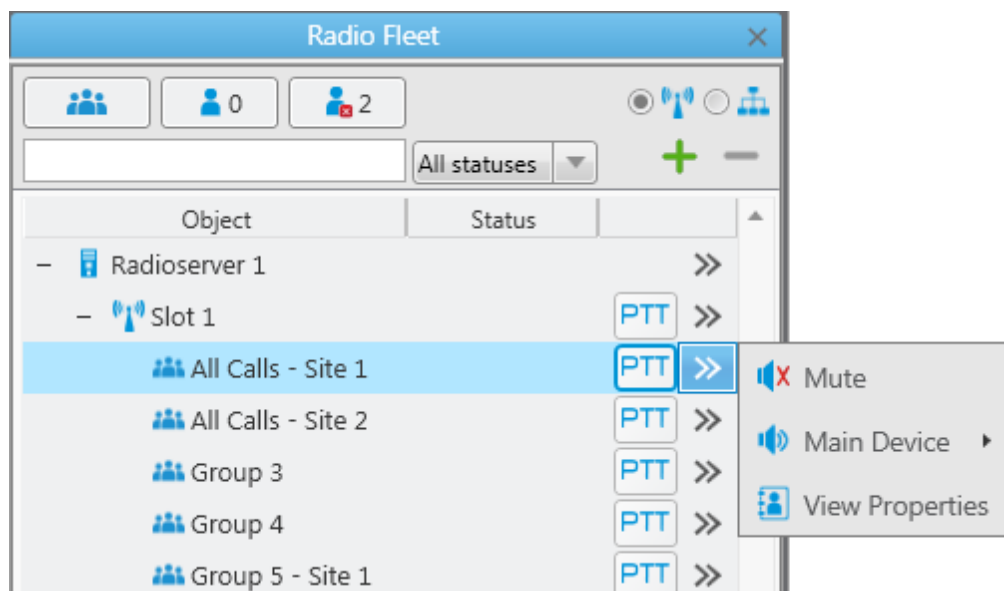 Radio Fleet
0
2
All statuses
Object Status
Radioserver 1
Slot 1 PTT
All Calls - Site 1 PTT
Mute
All Calls - Site 2 PTT
Main Device
Group 3 PTT
View Properties
Group 4 PTT
Group 5 - Site 1 PTT